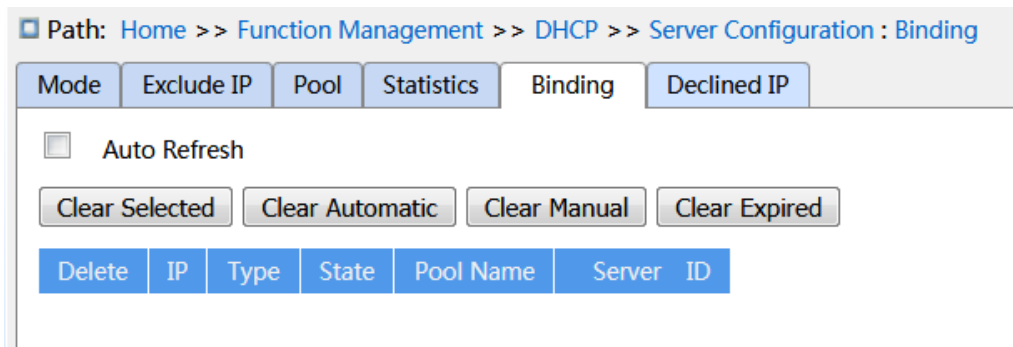 Path: Home >> Function Management >> DHCP >> Server Configuration : Binding
Mode Exclude IP Pool Statistics Binding Declined IP
Auto Refresh
Clear Selected Clear Automatic Clear Manual Clear Expired
Delete IP Type State Pool Name Server ID